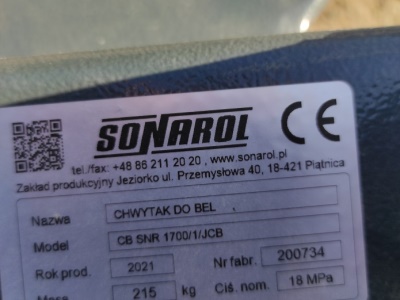 SONAROL CE
tel./fax: +48 86 211 20 20 , www.sonarol.pl
Zakład produkcyjny Jeziorko ul. Przemysłowa 40, 18-421 Piątnica
Nazwa CHWYTAK DO BEL
Model CB SNR 1700/1/JCB
Rok prod. 2021 Nr fabr. 200734
Masa 215 kg Ciś. nom. 18 MPa